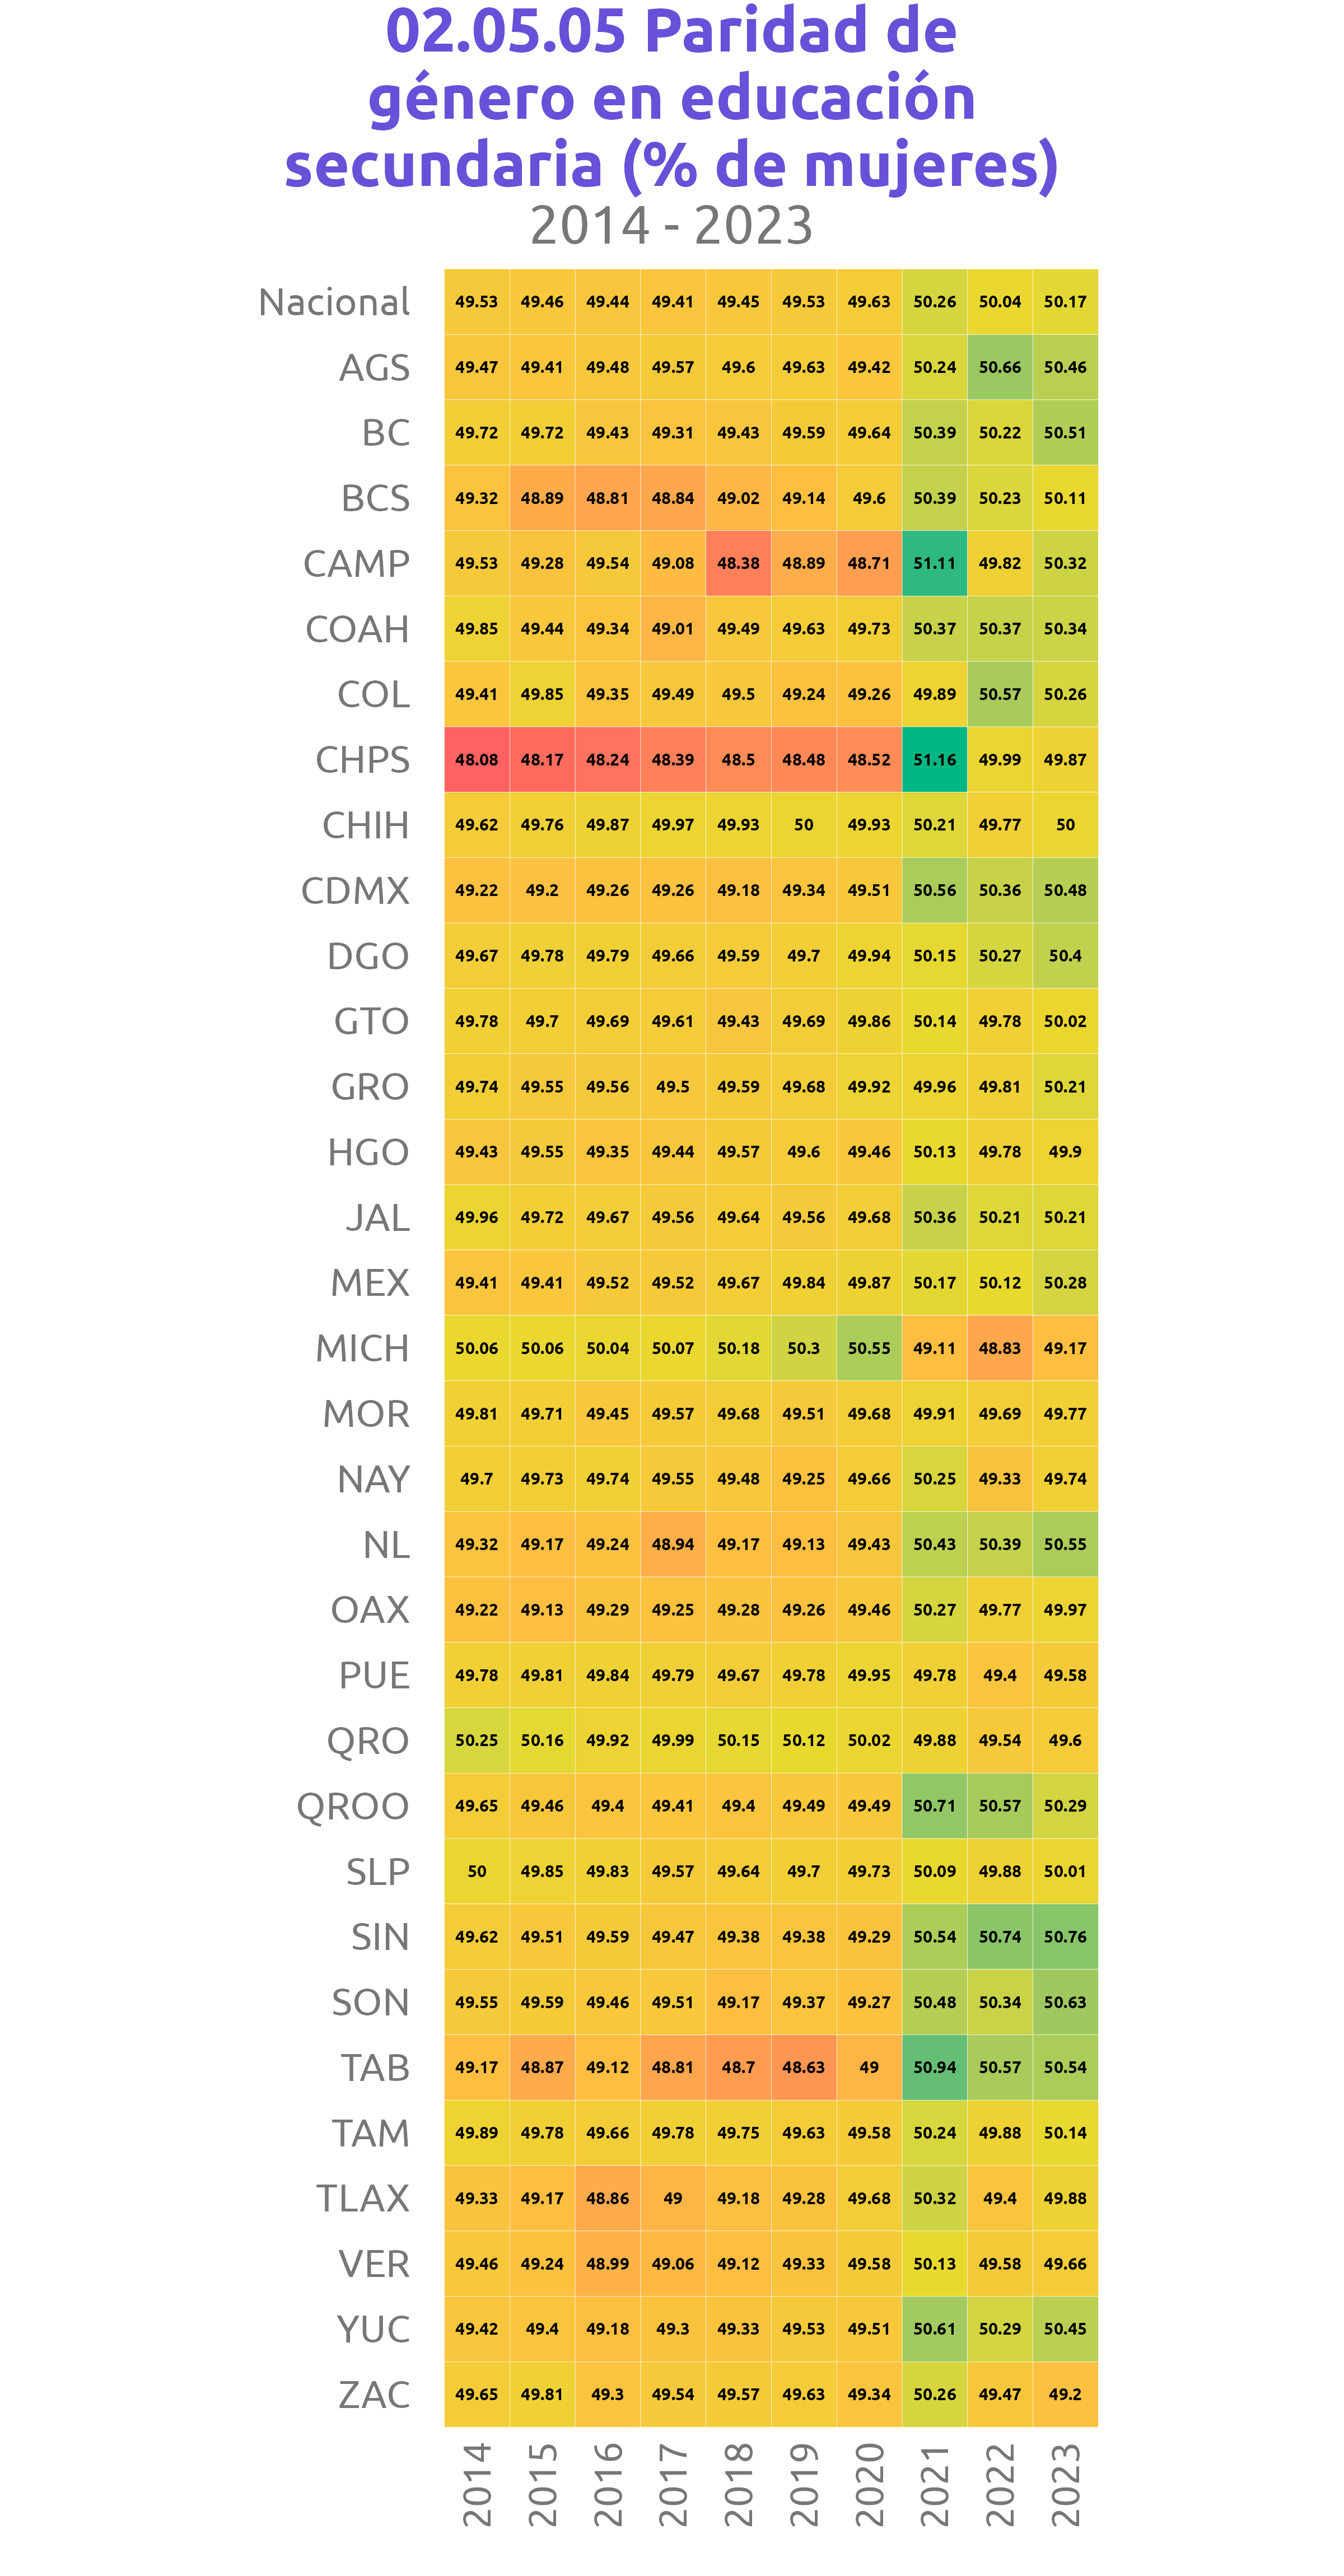 02.05.05 Paridad de
género en educación
secundaria (% de mujeres)
2014 - 2023
Nacional 49.53 49.46 49.44 49.41 49.45 49.53 49.63 50.26 50.04 50.17
AGS 49.47 49.41 49.48 49.57 49.6 49.63 49.42 50.24 50.66 50.46
BC 49.72 49.72 49.43 49.31 49.43 49.59 49.64 50.39 50.22 50.51
BCS 49.32 48.89 48.81 48.84 49.02 49.14 49.6 50.39 50.23 50.11
CAMP 49.53 49.28 49.54 49.08 48.38 48.89 48.71 51.11 49.82 50.32
COAH 49.85 49.44 49.34 49.01 49.49 49.63 49.73 50.37 50.37 50.34
COL 49.41 49.85 49.35 49.49 49.5 49.24 49.26 49.89 50.57 50.26
CHPS 48.08 48.17 48.24 48.39 48.5 48.48 48.52 51.16 49.99 49.87
CHIH 49.62 49.76 49.87 49.97 49.93 50 49.93 50.21 49.77 50
CDMX 49.22 49.2 49.26 49.26 49.18 49.34 49.51 50.56 50.36 50.48
DGO 49.67 49.78 49.79 49.66 49.59 49.7 49.94 50.15 50.27 50.4
GTO 49.78 49.7 49.69 49.61 49.43 49.69 49.86 50.14 49.78 50.02
GRO 49.74 49.55 49.56 49.5 49.59 49.68 49.92 49.96 49.81 50.21
HGO 49.43 49.55 49.35 49.44 49.57 49.6 49.46 50.13 49.78 49.9
JAL 49.96 49.72 49.67 49.56 49.64 49.56 49.68 50.36 50.21 50.21
MEX 49.41 49.41 49.52 49.52 49.67 49.84 49.87 50.17 50.12 50.28
MICH 50.06 50.06 50.04 50.07 50.18 50.3 50.55 49.11 48.83 49.17
MOR 49.81 49.71 49.45 49.57 49.68 49.51 49.68 49.91 49.69 49.77
NAY 49.7 49.73 49.74 49.55 49.48 49.25 49.66 50.25 49.33 49.74
NL 49.32 49.17 49.24 48.94 49.17 49.13 49.43 50.43 50.39 50.55
OAX 49.22 49.13 49.29 49.25 49.28 49.26 49.46 50.27 49.77 49.97
PUE 49.78 49.81 49.84 49.79 49.67 49.78 49.95 49.78 49.4 49.58
QRO 50.25 50.16 49.92 49.99 50.15 50.12 50.02 49.88 49.54 49.6
QROO 49.65 49.46 49.4 49.41 49.4 49.49 49.49 50.71 50.57 50.29
SLP 50 49.85 49.83 49.57 49.64 49.7 49.73 50.09 49.88 50.01
SIN 49.62 49.51 49.59 49.47 49.38 49.38 49.29 50.54 50.74 50.76
SON 49.55 49.59 49.46 49.51 49.17 49.37 49.27 50.48 50.34 50.63
TAB 49.17 48.87 49.12 48.81 48.7 48.63 49 50.94 50.57 50.54
TAM 49.89 49.78 49.66 49.78 49.75 49.63 49.58 50.24 49.88 50.14
TLAX 49.33 49.17 48.86 49 49.18 49.28 49.68 50.32 49.4 49.88
VER 49.46 49.24 48.99 49.06 49.12 49.33 49.58 50.13 49.58 49.66
YUC 49.42 49.4 49.18 49.3 49.33 49.53 49.51 50.61 50.29 50.45
ZAC 49.65 49.81 49.3 49.54 49.57 49.63 49.34 50.26 49.47 49.2
2014 2015 2016 2017 2018 2019 2020 2021 2022 2023